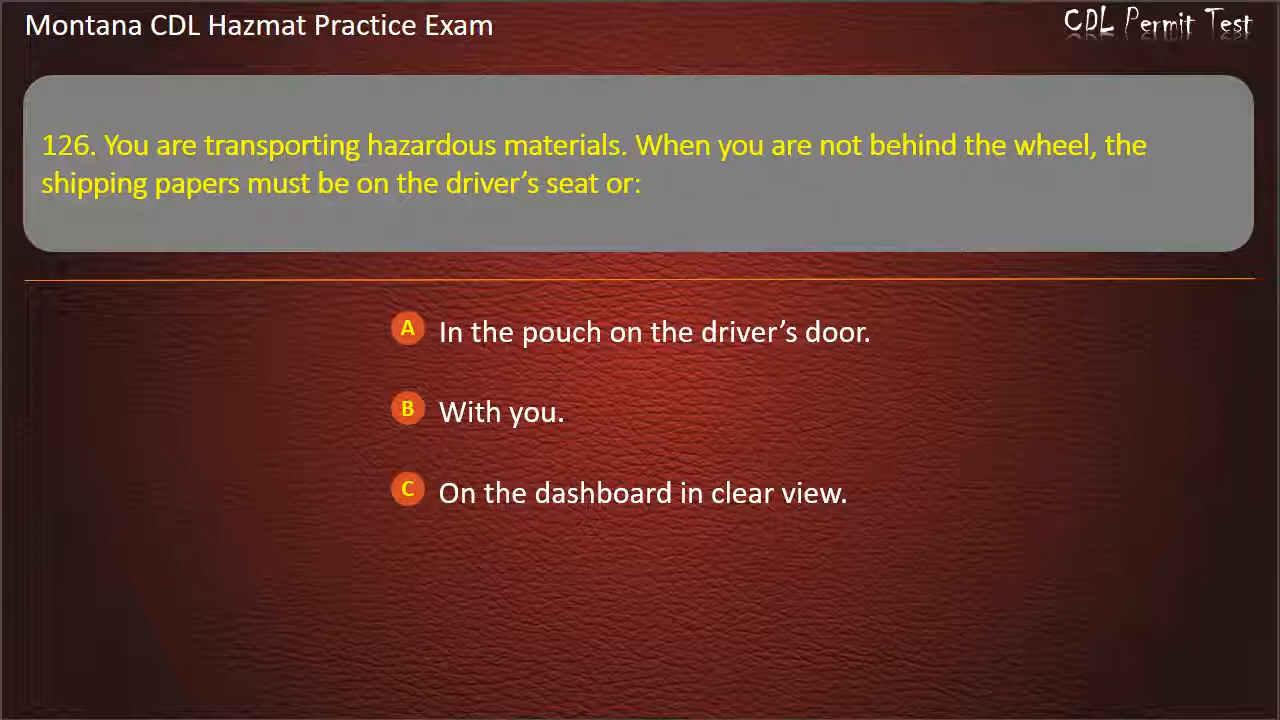 Montana CDL Hazmat Practice Exam
CDL Permit Test
126. You are transporting hazardous materials. When you are not behind the wheel, the
shipping papers must be on the driver’s seat or:
A In the pouch on the driver’s door.
B With you.
C On the dashboard in clear view.